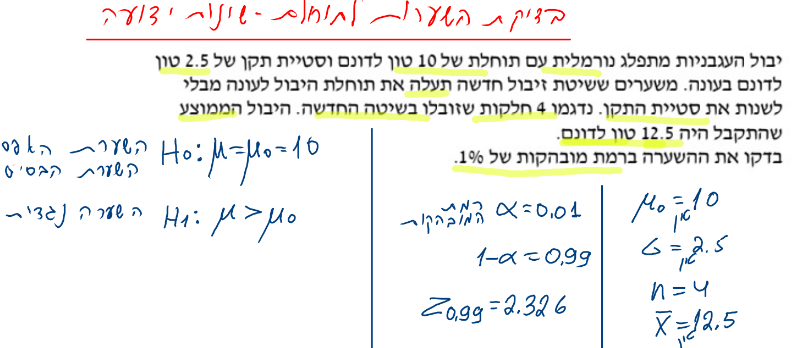 בדיקת השערות לתוחלת - שונות ידועה
יבול העגבניות מתפלג נורמלית עם תוחלת של 10 טון לדונם וסטיית תקן של 2.5 טון
לדונם בעונה. משערים ששיטת זיבול חדשה תעלה את תוחלת היבול לעונה מבלי
לשנות את סטיית התקן. נדגמו 4 חלקות שזובלו בשיטה החדשה. היבול הממוצע
שהתקבל היה 12.5 טון לדונם.
בדקו את ההשערה ברמת מובהקות של 1%.
השערת האפס
השערת הבסיס
H₀: μ=μ₀=10
השערה נגדית H₁: μ>μ₀
רמת
המובהקות α=0.01
1-α=0.99
Z₀.₉₉=2.326
μ₀=10
σ=2.5
n=4
x̄=12.5